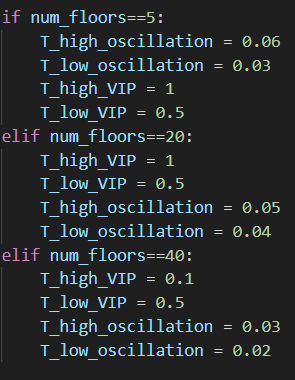 if num_floors==5:
    T_high_oscillation = 0.06
    T_low_oscillation = 0.03
    T_high_VIP = 1
    T_low_VIP = 0.5
elif num_floors==20:
    T_high_VIP = 1
    T_low_VIP = 0.5
    T_high_oscillation = 0.05
    T_low_oscillation = 0.04
elif num_floors==40:
    T_high_VIP = 0.1
    T_low_VIP = 0.5
    T_high_oscillation = 0.03
    T_low_oscillation = 0.02